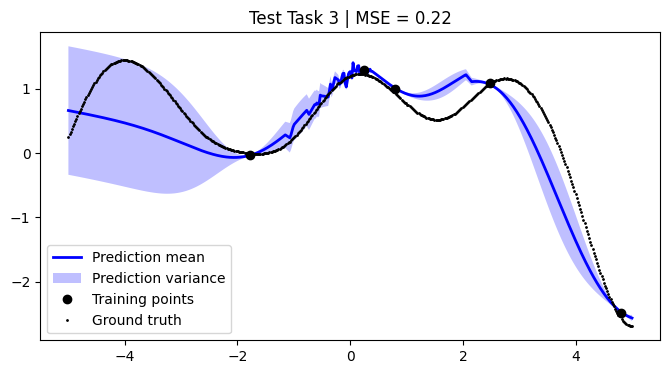 Test Task 3 | MSE = 0.22
1
0
−1
−2
Prediction mean
Prediction variance
Training points
Ground truth
−4 −2 0 2 4